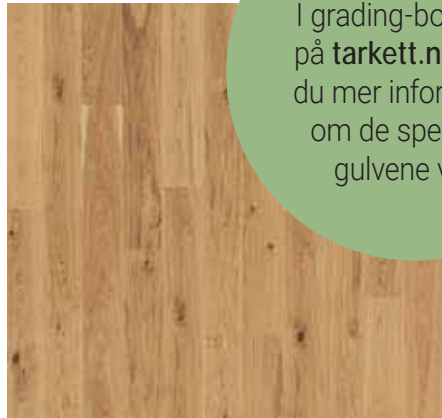 I grading-bo
på tarkett.n
du mer infor
om de spe
gulvene v